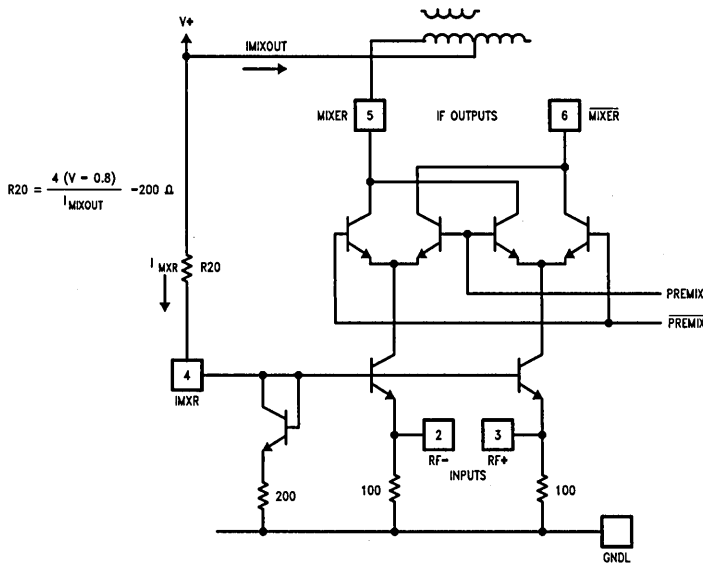 V+
IMIXOUT
MIXER
5
IF OUTPUTS
6
MIXER
R20 = 4 (V - 0.8) / IMIXOUT -200 Ω
I MXR
R20
PREMIX
PREMIX
4
IMXR
2
3
RF-
RF+
INPUTS
200
100
100
GNDL